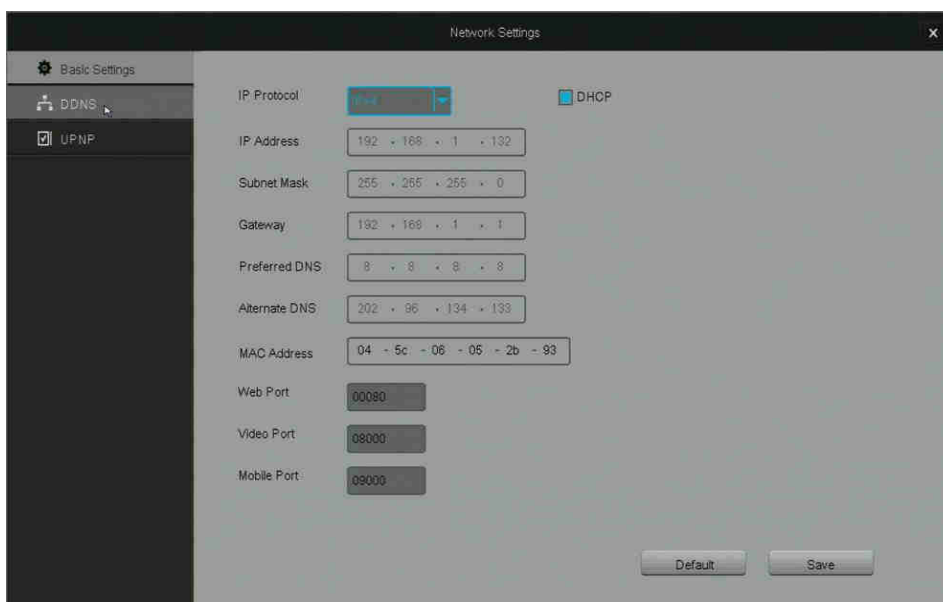 Network Settings
X
Basic Settings
DDNS
UPNP
IP Protocol
DHCP
IP Address 192 . 168 . 1 . 132
Subnet Mask 255 . 255 . 255 . 0
Gateway 192 . 168 . 1 . 1
Preferred DNS 8 . 8 . 8 . 8
Alternate DNS 202 . 96 . 134 . 133
MAC Address 04 - 5c - 06 - 05 - 2b - 93
Web Port 00080
Video Port 08000
Mobile Port 09000
Default Save